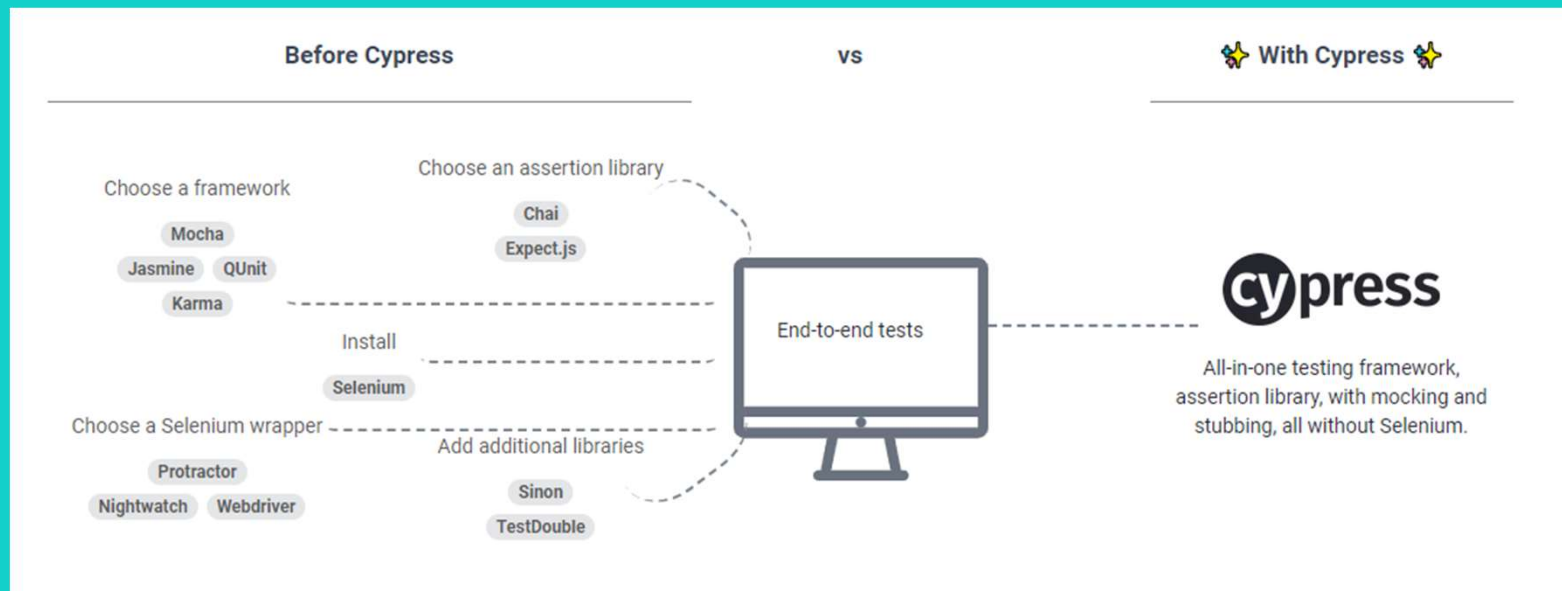 Before Cypress
vs
With Cypress
Choose a framework
Mocha
Jasmine QUnit
Karma
Choose an assertion library
Chai
Expect.js
Install
Selenium
Choose a Selenium wrapper
Protractor
Nightwatch Webdriver
Add additional libraries
Sinon
TestDouble
End-to-end tests
cypress
All-in-one testing framework,
assertion library, with mocking and
stubbing, all without Selenium.